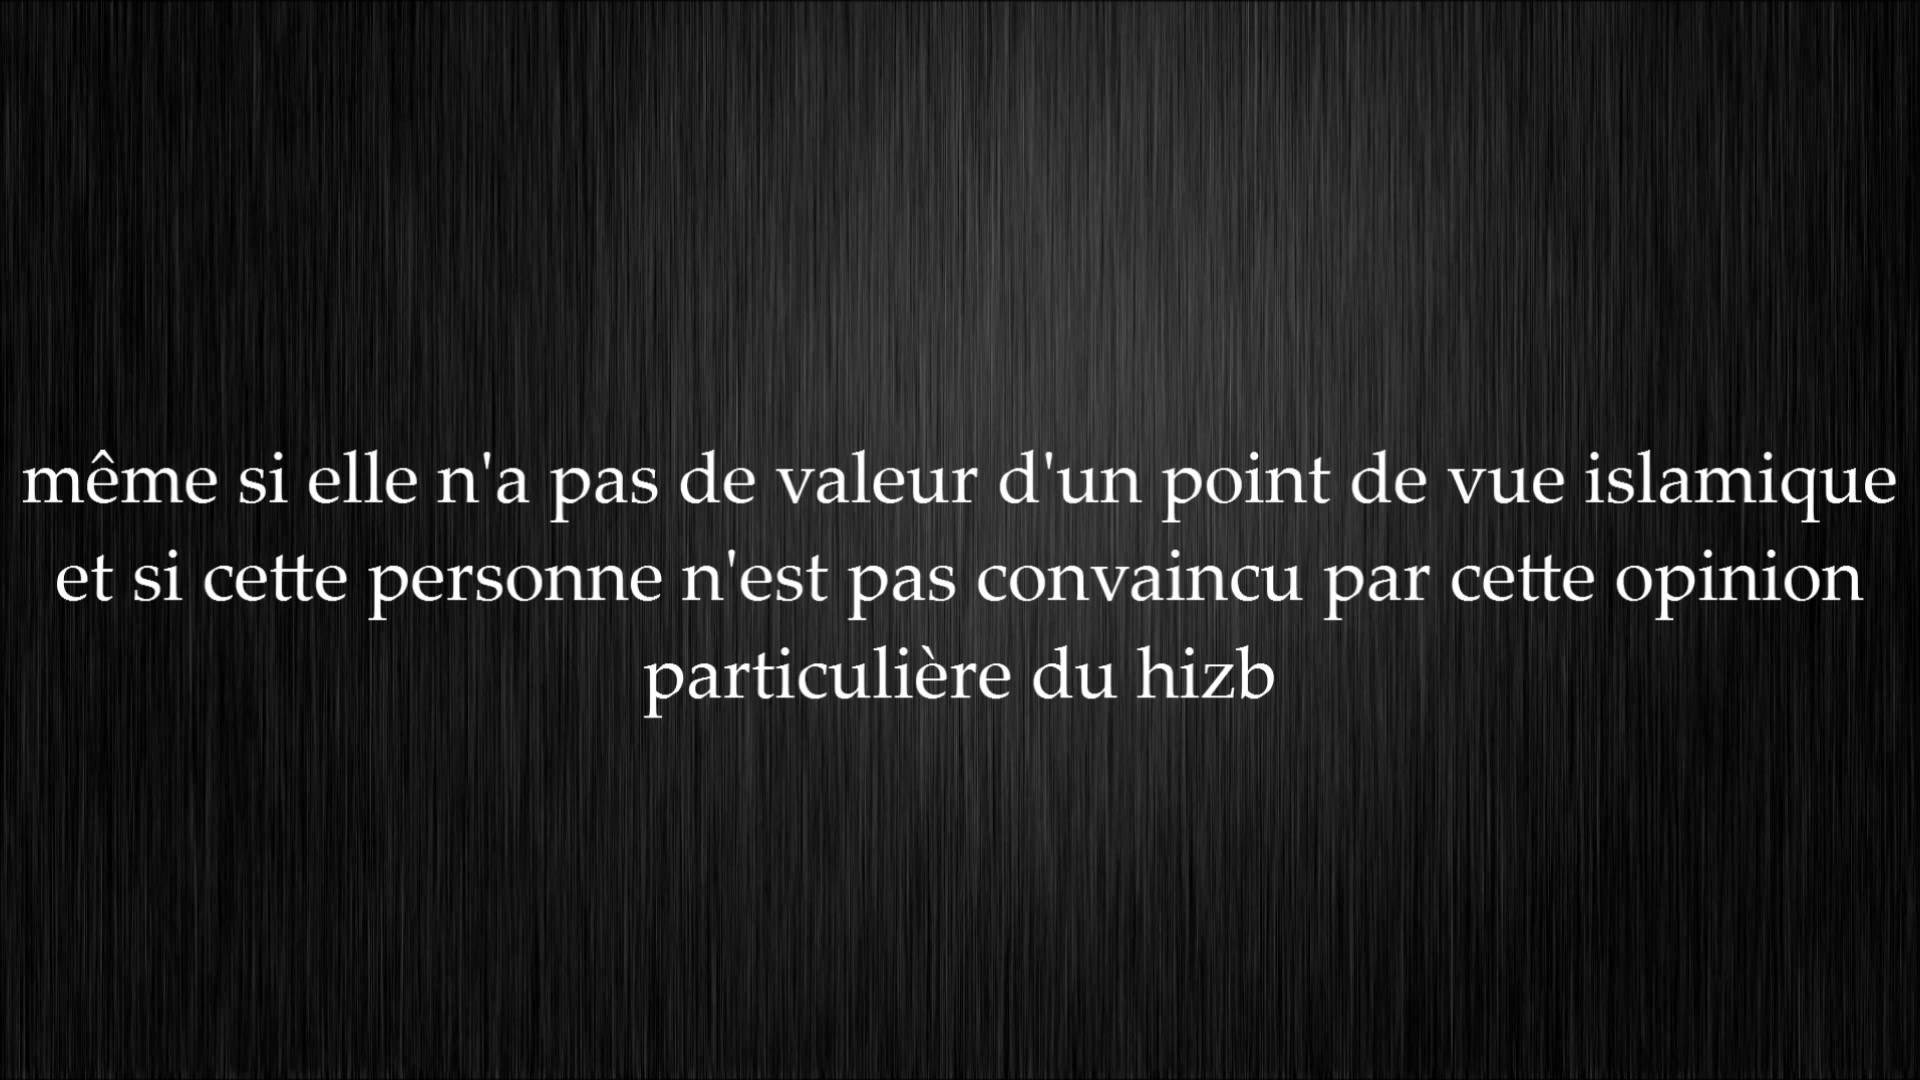 même si elle n'a pas de valeur d'un point de vue islamique
et si cette personne n'est pas convaincu par cette opinion
particulière du hizb